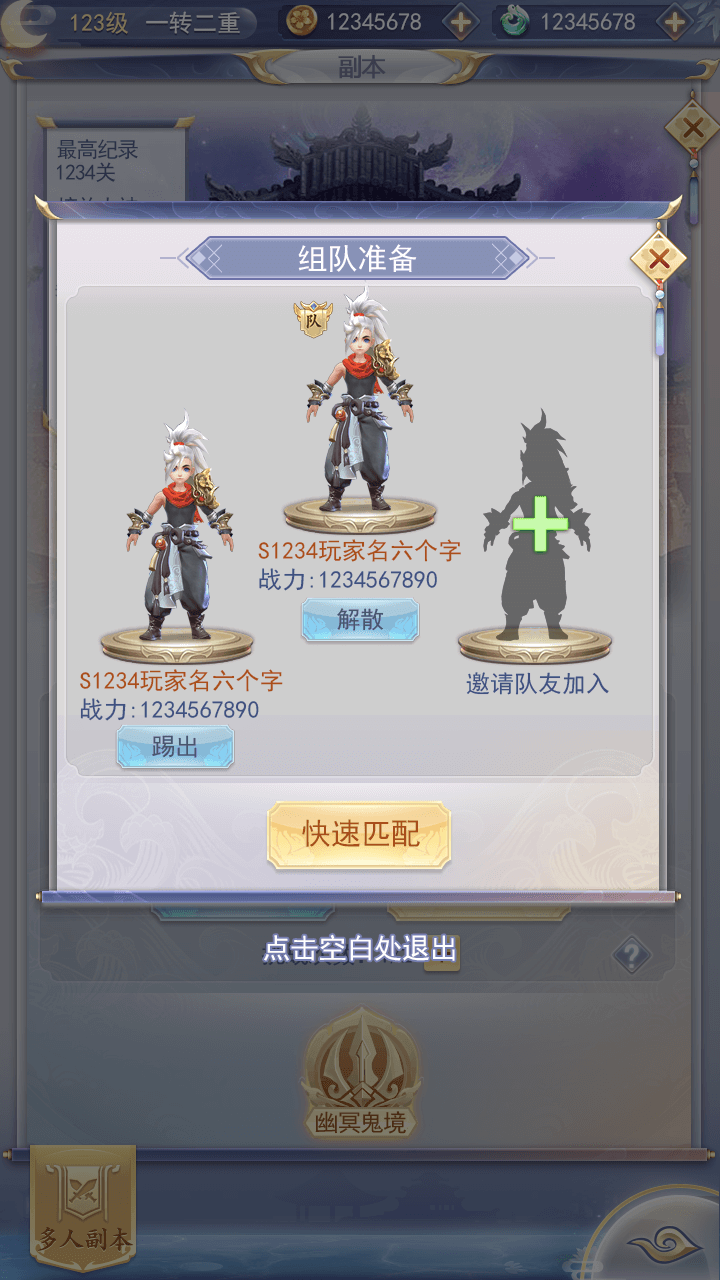 123级 一转二重 12345678 12345678
副本
最高纪录
1234关
组队准备
队
S1234玩家名六个字
战力:1234567890
解散
S1234玩家名六个字
战力:1234567890
踢出
邀请队友加入
快速匹配
点击空白处退出
?
幽冥鬼境
多人副本